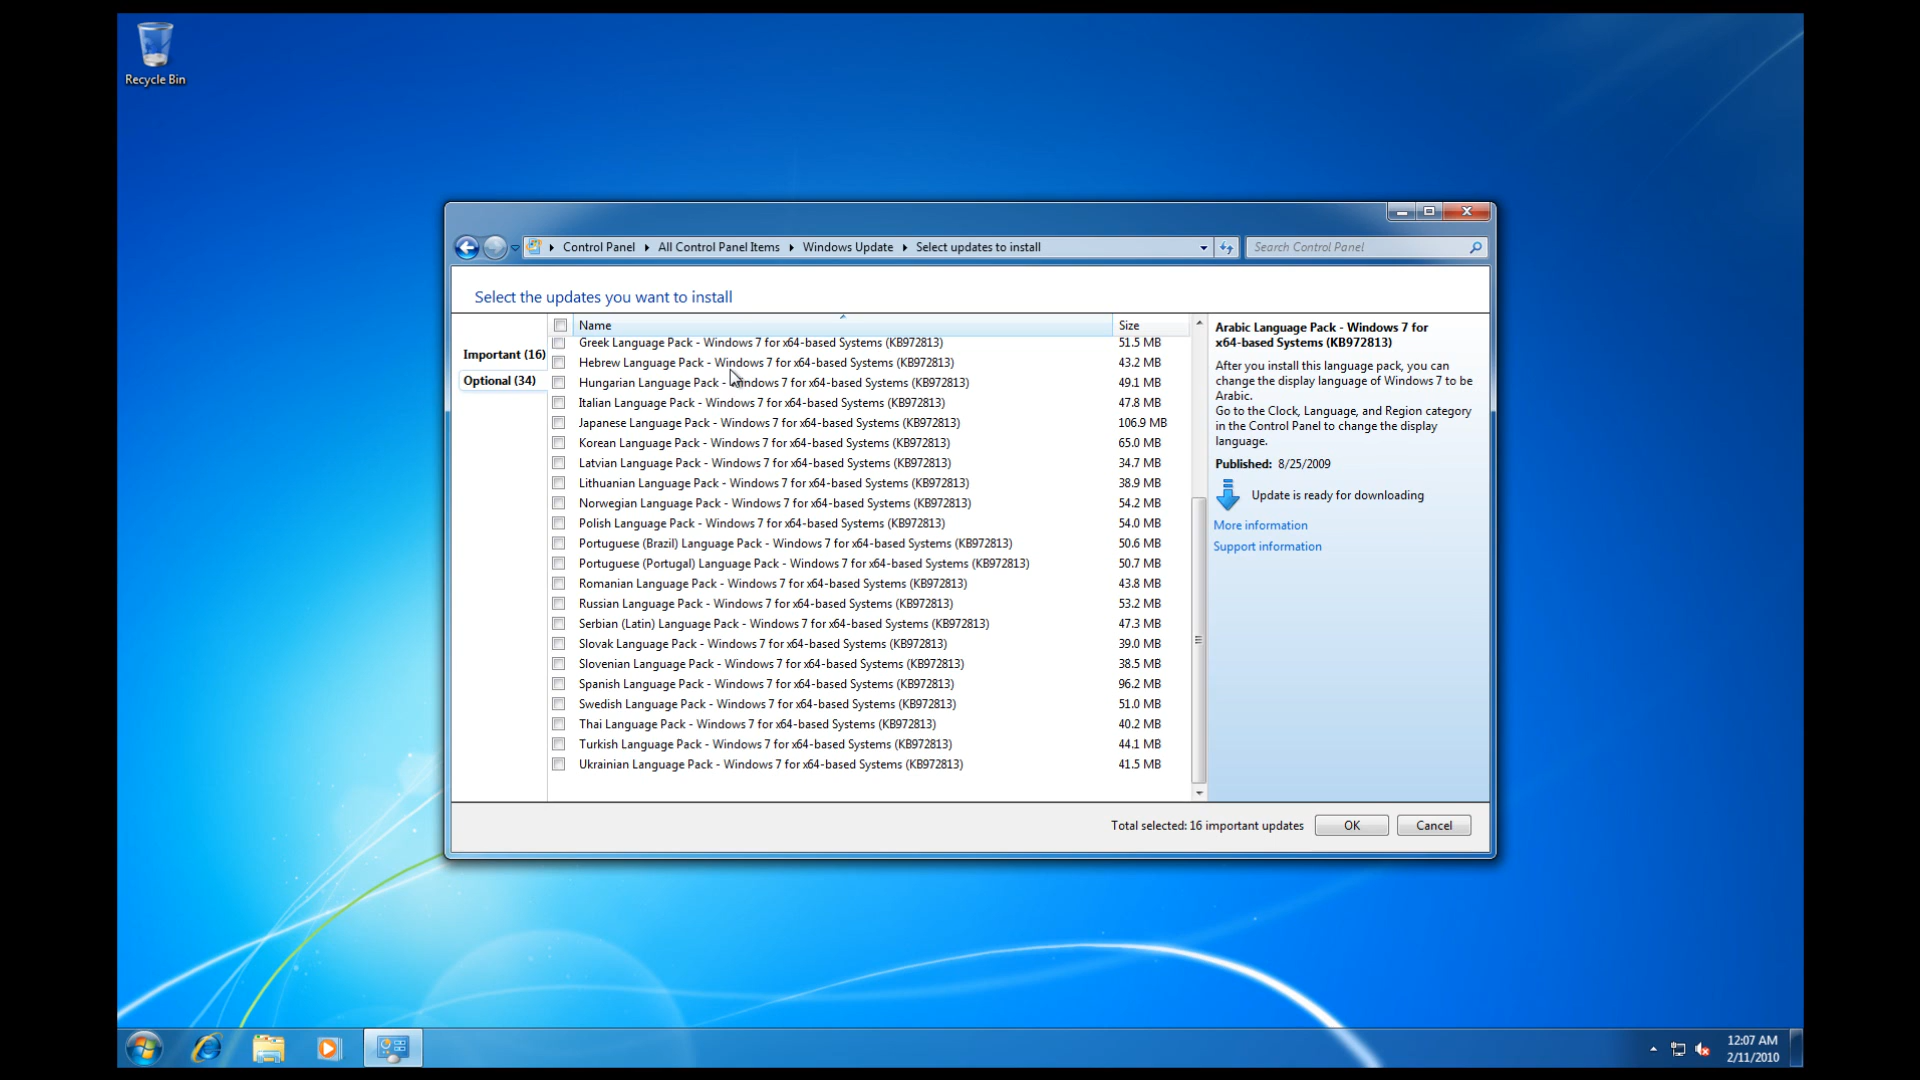 Recycle Bin
Control Panel
All Control Panel Items
Windows Update
Select updates to install
Search Control Panel
Select the updates you want to install
Important (16)
Optional (34)
Name Size
Greek Language Pack - Windows 7 for x64-based Systems (KB972813) 51.5 MB
Hebrew Language Pack - Windows 7 for x64-based Systems (KB972813) 43.2 MB
Hungarian Language Pack - Windows 7 for x64-based Systems (KB972813) 49.1 MB
Italian Language Pack - Windows 7 for x64-based Systems (KB972813) 47.8 MB
Japanese Language Pack - Windows 7 for x64-based Systems (KB972813) 106.9 MB
Korean Language Pack - Windows 7 for x64-based Systems (KB972813) 65.0 MB
Latvian Language Pack - Windows 7 for x64-based Systems (KB972813) 34.7 MB
Lithuanian Language Pack - Windows 7 for x64-based Systems (KB972813) 38.9 MB
Norwegian Language Pack - Windows 7 for x64-based Systems (KB972813) 54.2 MB
Polish Language Pack - Windows 7 for x64-based Systems (KB972813) 54.0 MB
Portuguese (Brazil) Language Pack - Windows 7 for x64-based Systems (KB972813) 50.6 MB
Portuguese (Portugal) Language Pack - Windows 7 for x64-based Systems (KB972813) 50.7 MB
Romanian Language Pack - Windows 7 for x64-based Systems (KB972813) 43.8 MB
Russian Language Pack - Windows 7 for x64-based Systems (KB972813) 53.2 MB
Serbian (Latin) Language Pack - Windows 7 for x64-based Systems (KB972813) 47.3 MB
Slovak Language Pack - Windows 7 for x64-based Systems (KB972813) 39.0 MB
Slovenian Language Pack - Windows 7 for x64-based Systems (KB972813) 38.5 MB
Spanish Language Pack - Windows 7 for x64-based Systems (KB972813) 96.2 MB
Swedish Language Pack - Windows 7 for x64-based Systems (KB972813) 51.0 MB
Thai Language Pack - Windows 7 for x64-based Systems (KB972813) 40.2 MB
Turkish Language Pack - Windows 7 for x64-based Systems (KB972813) 44.1 MB
Ukrainian Language Pack - Windows 7 for x64-based Systems (KB972813) 41.5 MB
Arabic Language Pack - Windows 7 for
x64-based Systems (KB972813)
After you install this language pack, you can
change the display language of Windows 7 to be
Arabic.
Go to the Clock, Language, and Region category
in the Control Panel to change the display
language.
Published: 8/25/2009
Update is ready for downloading
More information
Support information
Total selected: 16 important updates
OK
Cancel
12:07 AM
2/11/2010